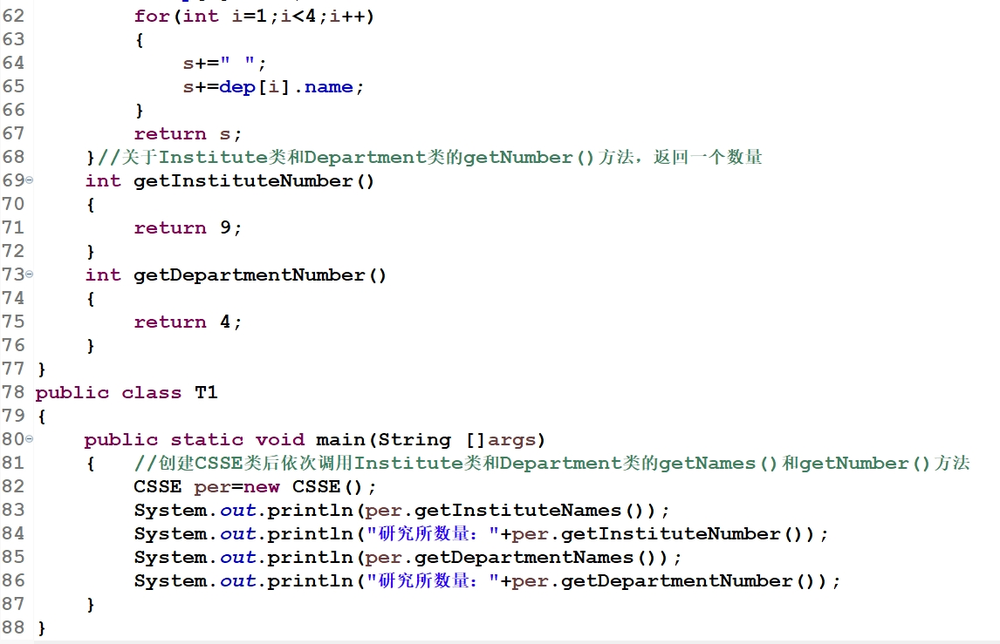 62 for(int i=1;i<4;i++)
63 {
64 s+=" ";
65 s+=dep[i].name;
66 }
67 return s;
68 }//关于Institute类和Department类的getNumber()方法，返回一个数量
69 int getInstituteNumber()
70 {
71 return 9;
72 }
73 int getDepartmentNumber()
74 {
75 return 4;
76 }
77 }
78 public class T1
79 {
80 public static void main(String []args)
81 { //创建CSSE类后依次调用Institute类和Department类的getNames()和getNumber()方法
82 CSSE per=new CSSE();
83 System.out.println(per.getInstituteNames());
84 System.out.println("研究所数量："+per.getInstituteNumber());
85 System.out.println(per.getDepartmentNames());
86 System.out.println("研究所数量："+per.getDepartmentNumber());
87 }
88 }